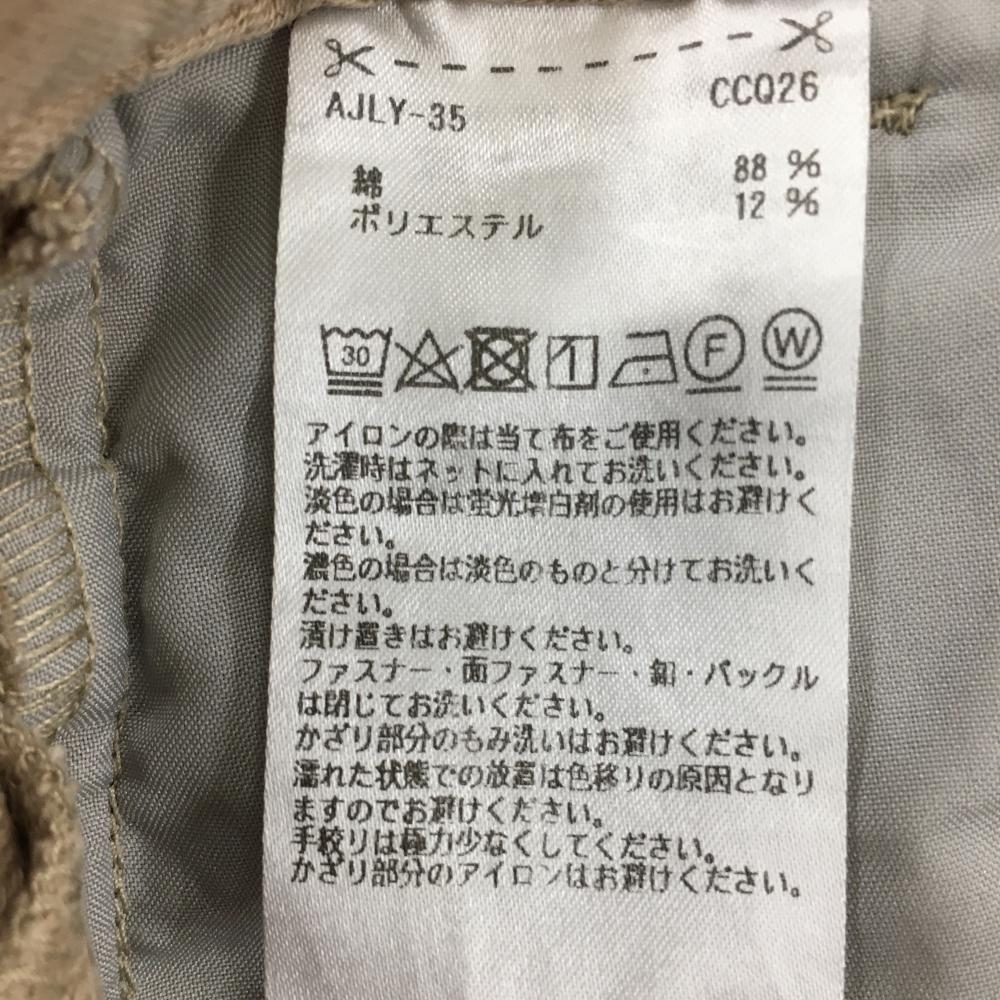 AJLY-35 CCQ26
綿 88 %
ポリエステル 12 %
30 F W
アイロンの際は当て布をご使用ください。
洗濯時はネットに入れてお洗いください。
淡色の場合は蛍光増白剤の使用はお避けく
ださい。
濃色の場合は淡色のものと分けてお洗いく
ださい。
漬け置きはお避けください。
ファスナー・面ファスナー・釦・バックル
は閉じてお洗いください。
かざり部分のもみ洗いはお避けください。
濡れた状態での放置は色移りの原因となり
ますのでお避けください。
手絞りは極力少なくしてください。
かざり部分のアイロンはお避けください。